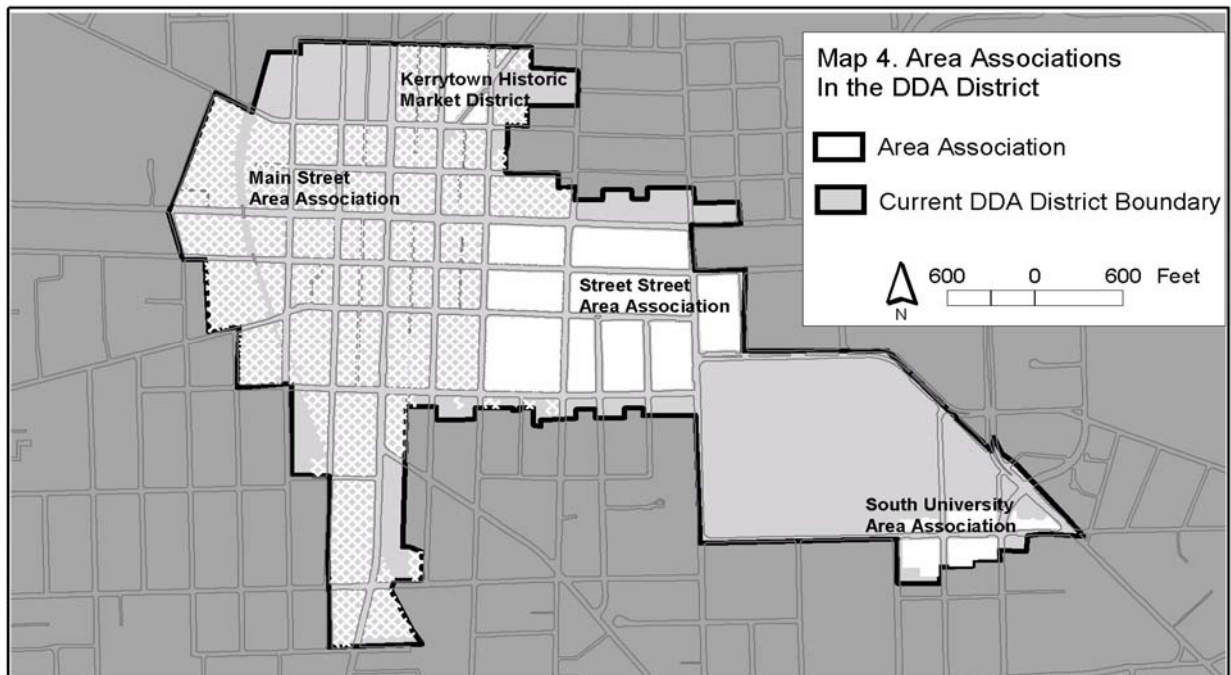 Map 4. Area Associations
In the DDA District
Area Association
Current DDA District Boundary
600 0 600 Feet
N
Kerrytown Historic
Market District
Main Street
Area Association
Street Street
Area Association
South University
Area Association